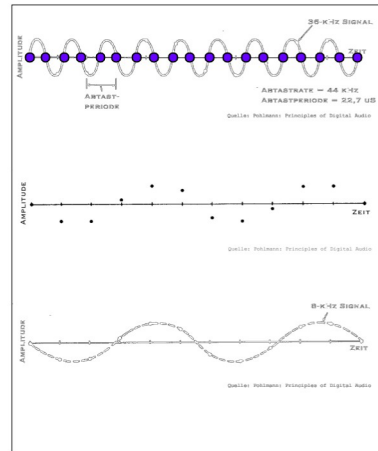 36-KHZ SIGNAL
AMPLITUDE
ZEIT
ABTAST-
PERIODE
ABTASTRATE = 44 KHZ
ABTASTPERIODE = 22,7 US
Quelle: Pohlmann: Principles of Digital Audio
AMPLITUDE
ZEIT
Quelle: Pohlmann: Principles of Digital Audio
8-KHZ SIGNAL
AMPLITUDE
ZEIT
Quelle: Pohlmann: Principles of Digital Audio